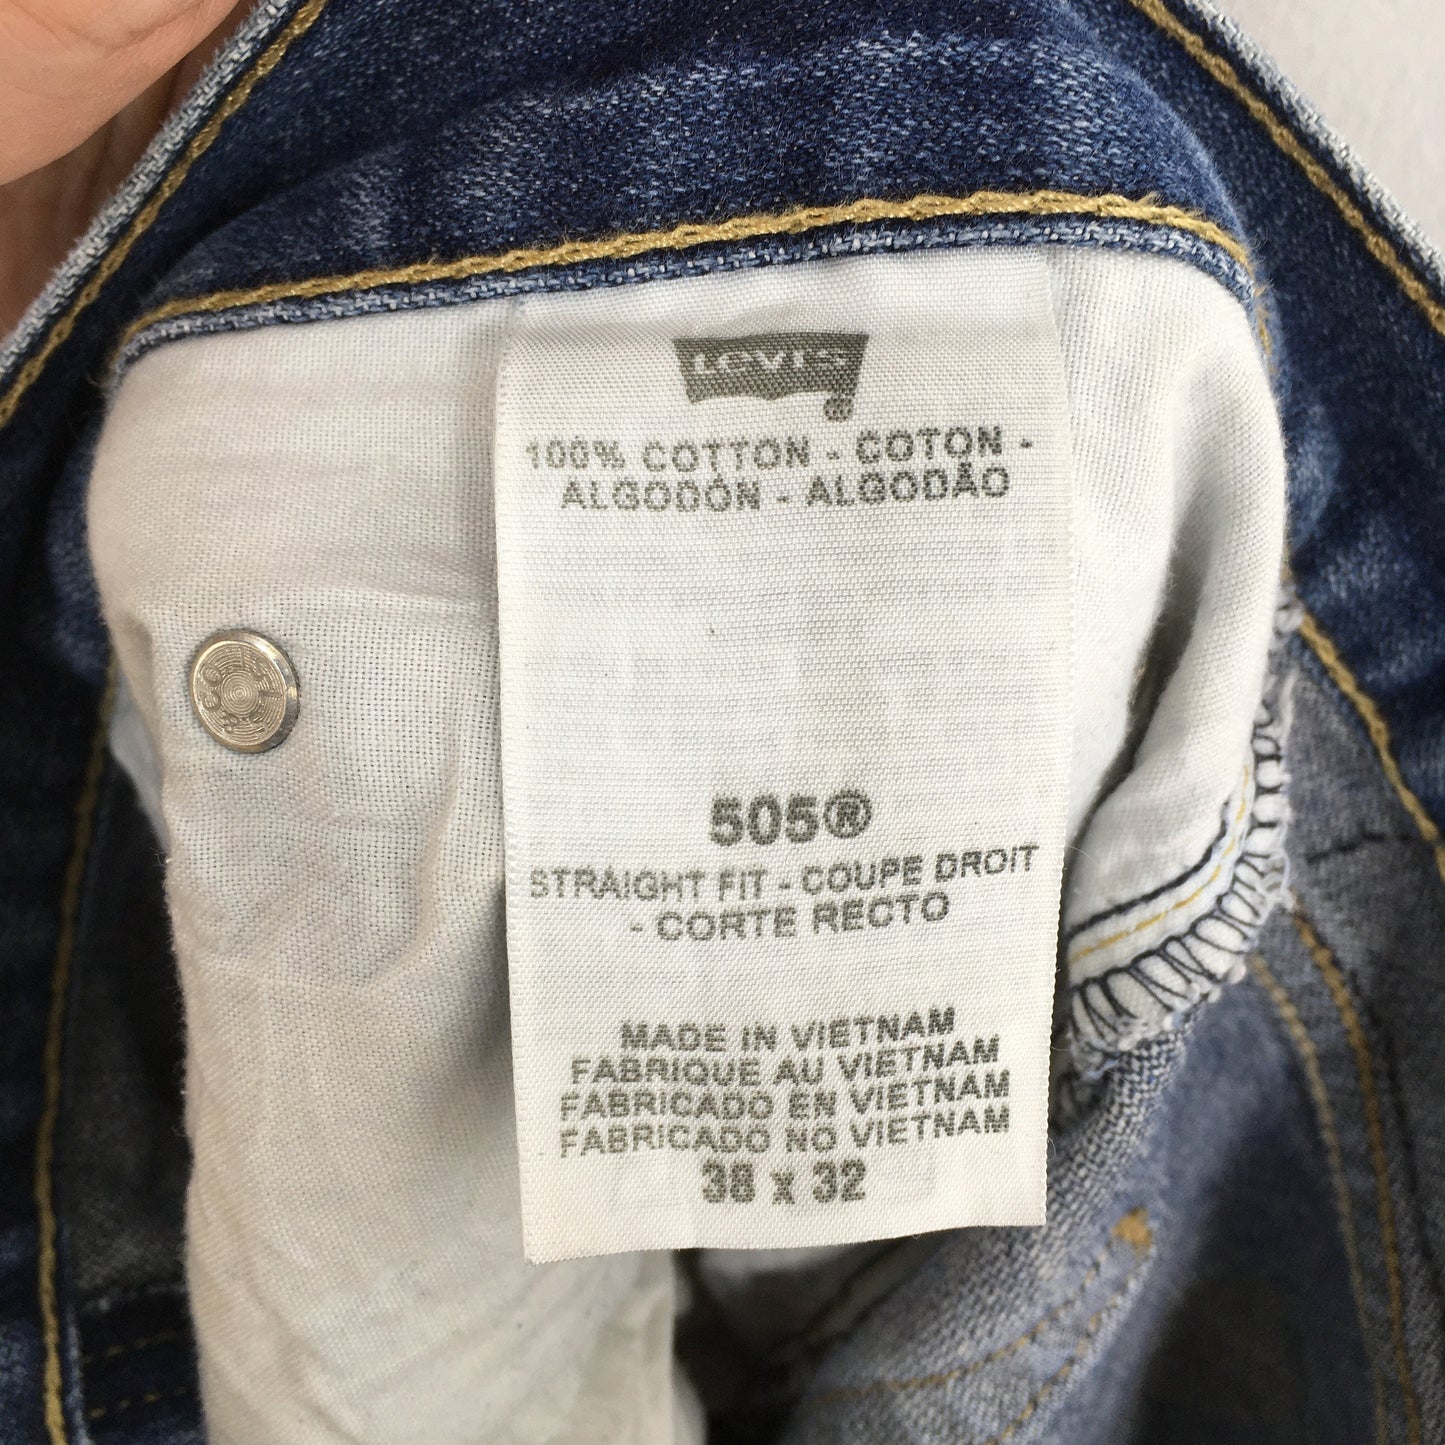 LEVI'S
®
100% COTTON - COTON -
ALGODÓN - ALGODÃO
505®
STRAIGHT FIT - COUPE DROIT
- CORTE RECTO
MADE IN VIETNAM
FABRIQUE AU VIETNAM
FABRICADO EN VIETNAM
FABRICADO NO VIETNAM
38 x 32